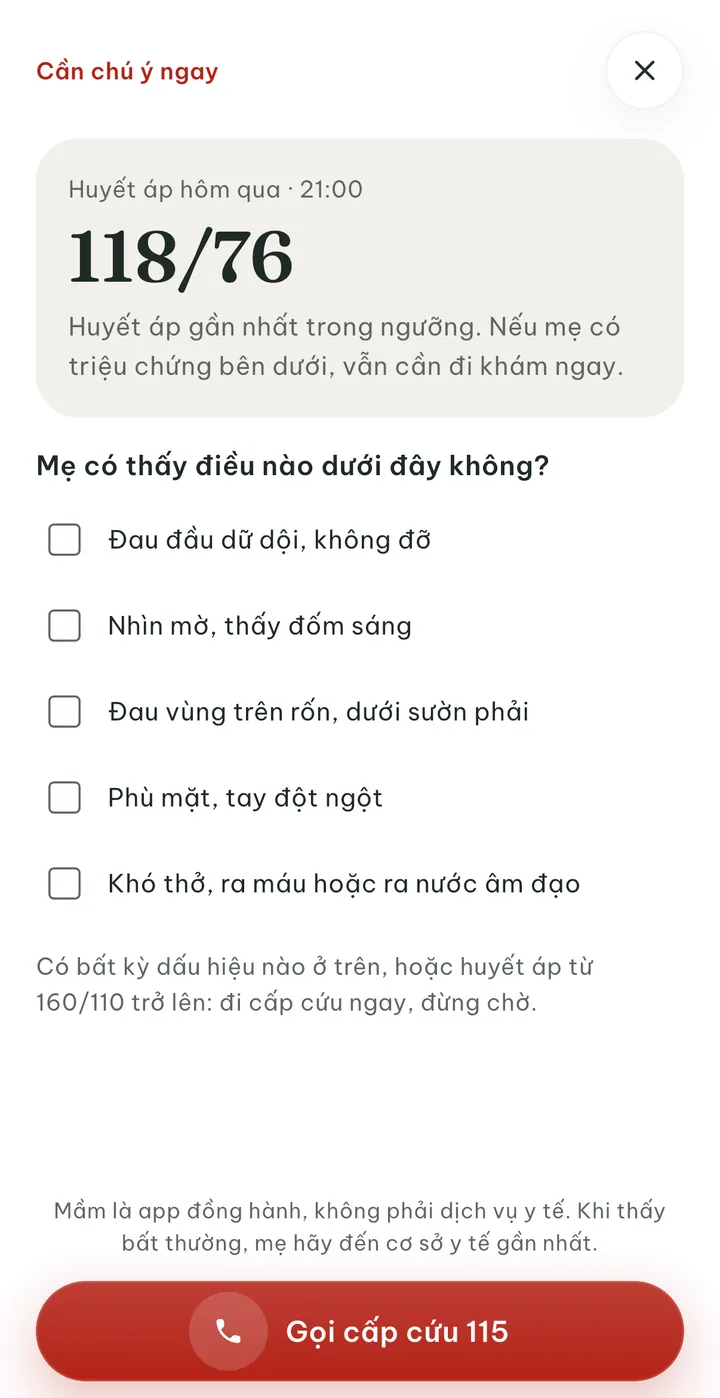 Cần chú ý ngay
Huyết áp hôm qua · 21:00
118/76
Huyết áp gần nhất trong ngưỡng. Nếu mẹ có
triệu chứng bên dưới, vẫn cần đi khám ngay.
Mẹ có thấy điều nào dưới đây không?
Đau đầu dữ dội, không đỡ
Nhìn mờ, thấy đốm sáng
Đau vùng trên rốn, dưới sườn phải
Phù mặt, tay đột ngột
Khó thở, ra máu hoặc ra nước âm đạo
Có bất kỳ dấu hiệu nào ở trên, hoặc huyết áp từ
160/110 trở lên: đi cấp cứu ngay, đừng chờ.
Mầm là app đồng hành, không phải dịch vụ y tế. Khi thấy
bất thường, mẹ hãy đến cơ sở y tế gần nhất.
Gọi cấp cứu 115